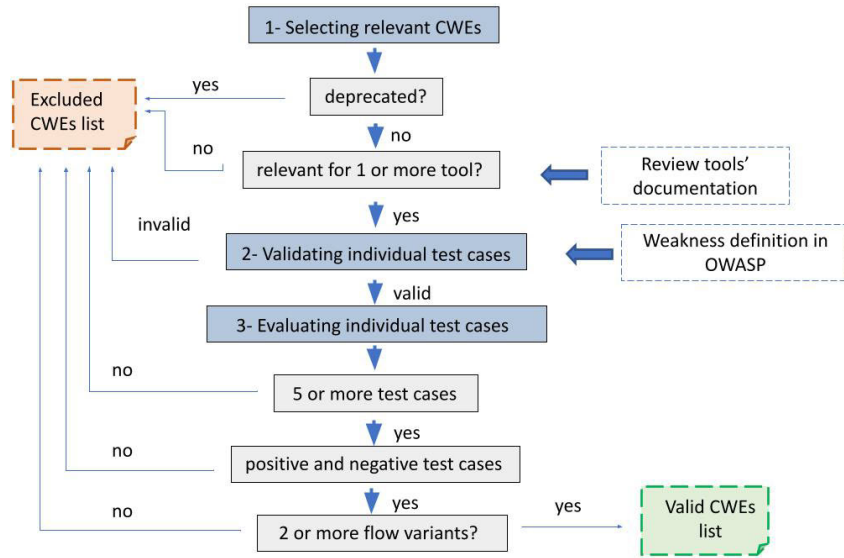 1- Selecting relevant CWEs
yes
deprecated?
Excluded
CWEs list
no
no
relevant for 1 or more tool?
Review tools’
documentation
yes
invalid
2- Validating individual test cases
Weakness definition in
OWASP
valid
3- Evaluating individual test cases
no
5 or more test cases
yes
no
positive and negative test cases
yes
no
2 or more flow variants?
yes
Valid CWEs
list